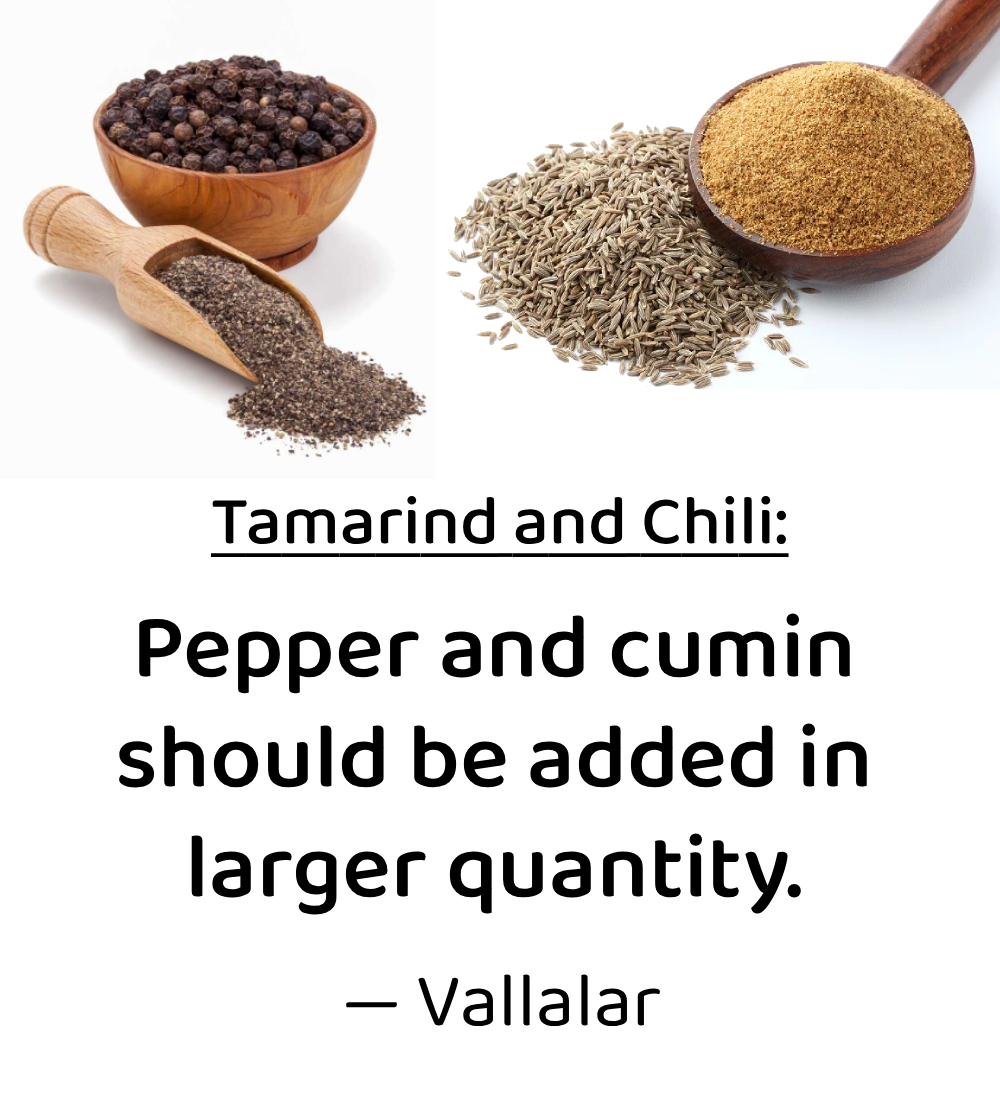 Tamarind and Chili:
Pepper and cumin
should be added in
larger quantity.
— Vallalar